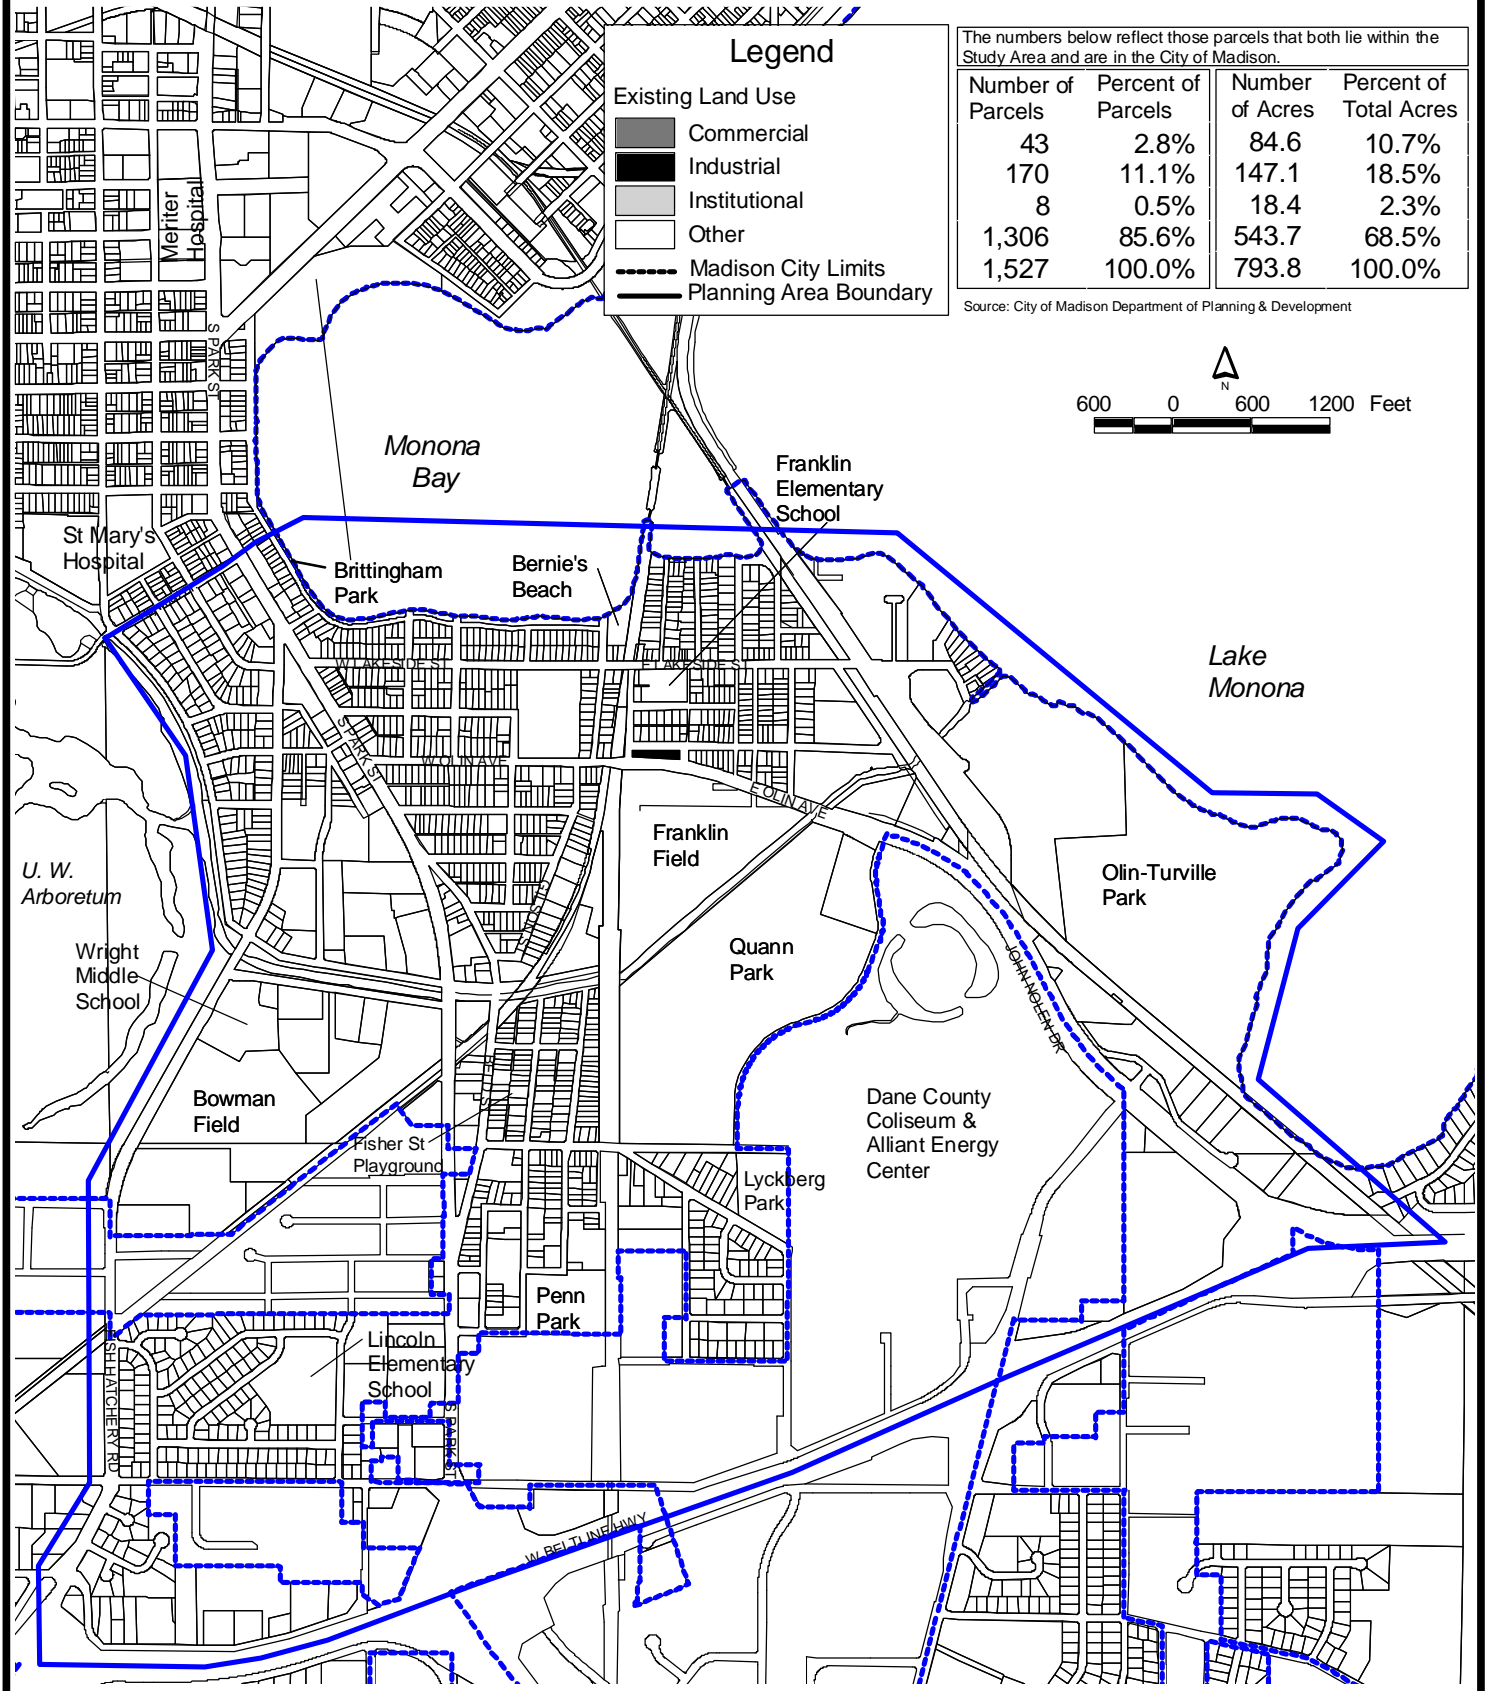 Legend
Existing Land Use
Commercial
Industrial
Institutional
Other
Madison City Limits
Planning Area Boundary
The numbers below reflect those parcels that both lie within the
Study Area and are in the City of Madison.
Number of Parcels Percent of Parcels Number of Acres Percent of Total Acres
43 2.8% 84.6 10.7%
170 11.1% 147.1 18.5%
8 0.5% 18.4 2.3%
1,306 85.6% 543.7 68.5%
1,527 100.0% 793.8 100.0%
Source: City of Madison Department of Planning & Development
N
600 0 600 1200 Feet
Meriter
Hospital
S PARK ST
Monona
Bay
Franklin
Elementary
School
St Mary's
Hospital
Brittingham
Park
Bernie's
Beach
W LAKESIDE ST
E LAKESIDE ST
Lake
Monona
S PARK ST
W OLIN AVE
E OLIN AVE
Franklin
Field
U. W.
Arboretum
Olin-Turville
Park
Wright
Middle
School
Quann
Park
JOHN NOLEN DR
Bowman
Field
Dane County
Coliseum &
Alliant Energy
Center
Fisher St
Playground
Lyckberg
Park
Penn
Park
Lincoln
Elementary
School
FISH HATCHERY RD
S PARK ST
W BELTLINE HWY